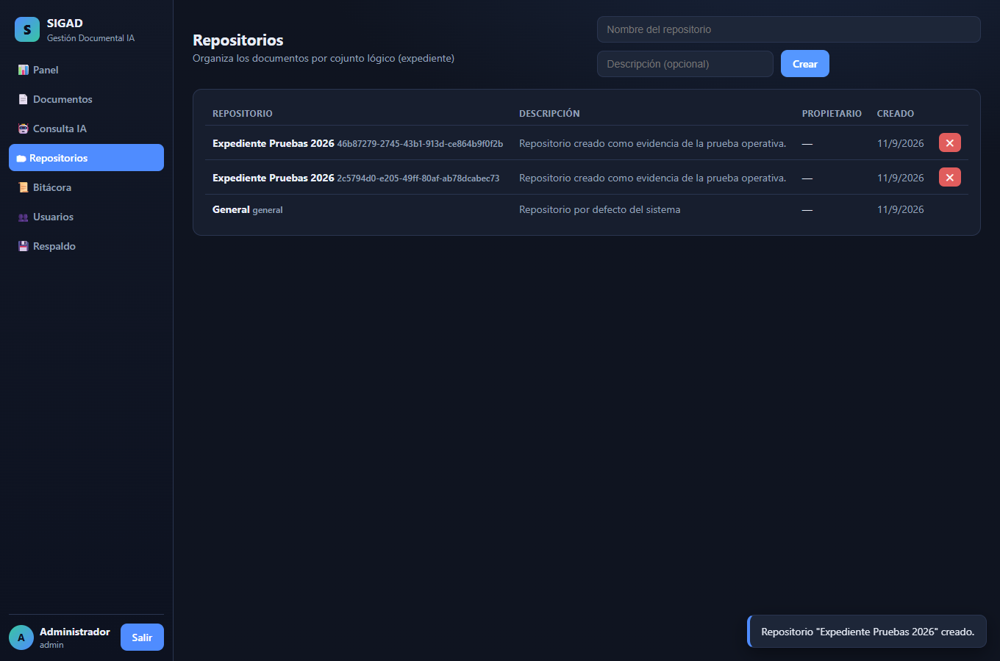 S
SIGAD
Gestión Documental IA
Panel
Documentos
Consulta IA
Repositorios
Bitácora
Usuarios
Respaldo
A
Administrador
admin
Salir
Repositorios
Organiza los documentos por cojunto lógico (expediente)
Nombre del repositorio
Descripción (opcional)
Crear
REPOSITORIO DESCRIPCIÓN PROPIETARIO CREADO
Expediente Pruebas 2026 46b87279-2745-43b1-913d-ce864b9f0f2b Repositorio creado como evidencia de la prueba operativa. — 11/9/2026 ✕
Expediente Pruebas 2026 2c5794d0-e205-49ff-80af-ab78dcabec73 Repositorio creado como evidencia de la prueba operativa. — 11/9/2026 ✕
General general Repositorio por defecto del sistema — 11/9/2026
Repositorio "Expediente Pruebas 2026" creado.